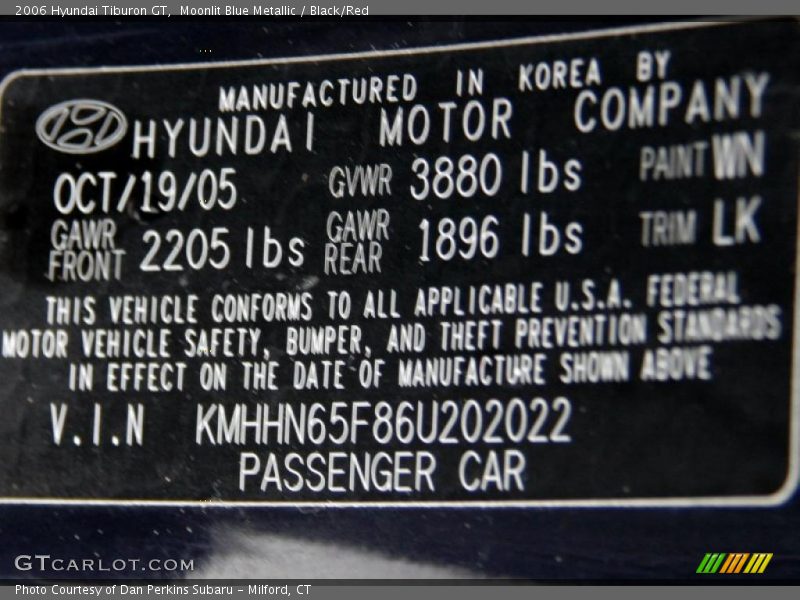 2006 Hyundai Tiburon GT,  Moonlit Blue Metallic / Black/Red
MANUFACTURED IN KOREA BY
HYUNDAI MOTOR COMPANY
OCT/19/05 GVWR 3880 lbs PAINT WN
GAWR FRONT 2205 lbs GAWR REAR 1896 lbs TRIM LK
THIS VEHICLE CONFORMS TO ALL APPLICABLE U.S.A. FEDERAL
MOTOR VEHICLE SAFETY, BUMPER, AND THEFT PREVENTION STANDARDS
IN EFFECT ON THE DATE OF MANUFACTURE SHOWN ABOVE
V.I.N KMHHN65F86U202022
PASSENGER CAR
GTCARLOT.COM
Photo Courtesy of Dan Perkins Subaru - Milford, CT